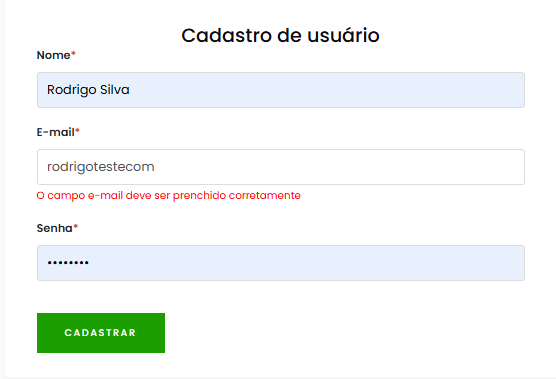 Cadastro de usuário
Nome*
Rodrigo Silva
E-mail*
rodrigotestecom
O campo e-mail deve ser prenchido corretamente
Senha*
••••••••
CADASTRAR